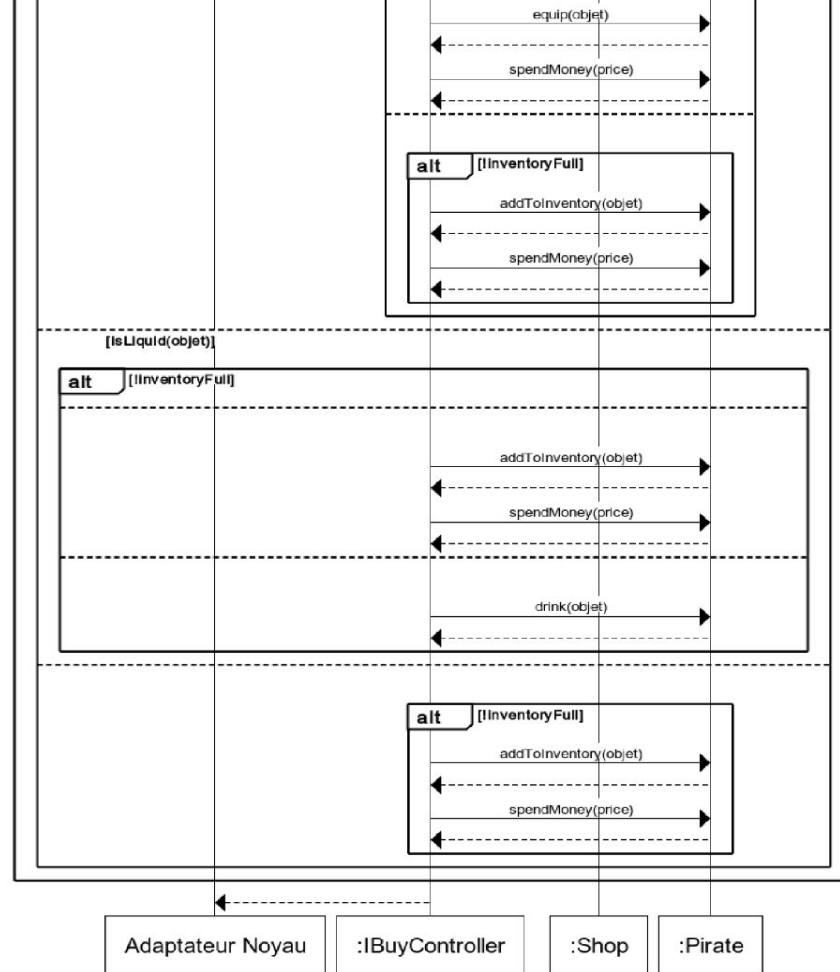 equip(objet)
spendMoney(price)
alt [!InventoryFull]
addToInventory(objet)
spendMoney(price)
[isLiquid(objet)]
alt [!InventoryFull]
addToInventory(objet)
spendMoney(price)
drink(objet)
alt [!InventoryFull]
addToInventory(objet)
spendMoney(price)
Adaptateur Noyau :IBuyController :Shop :Pirate